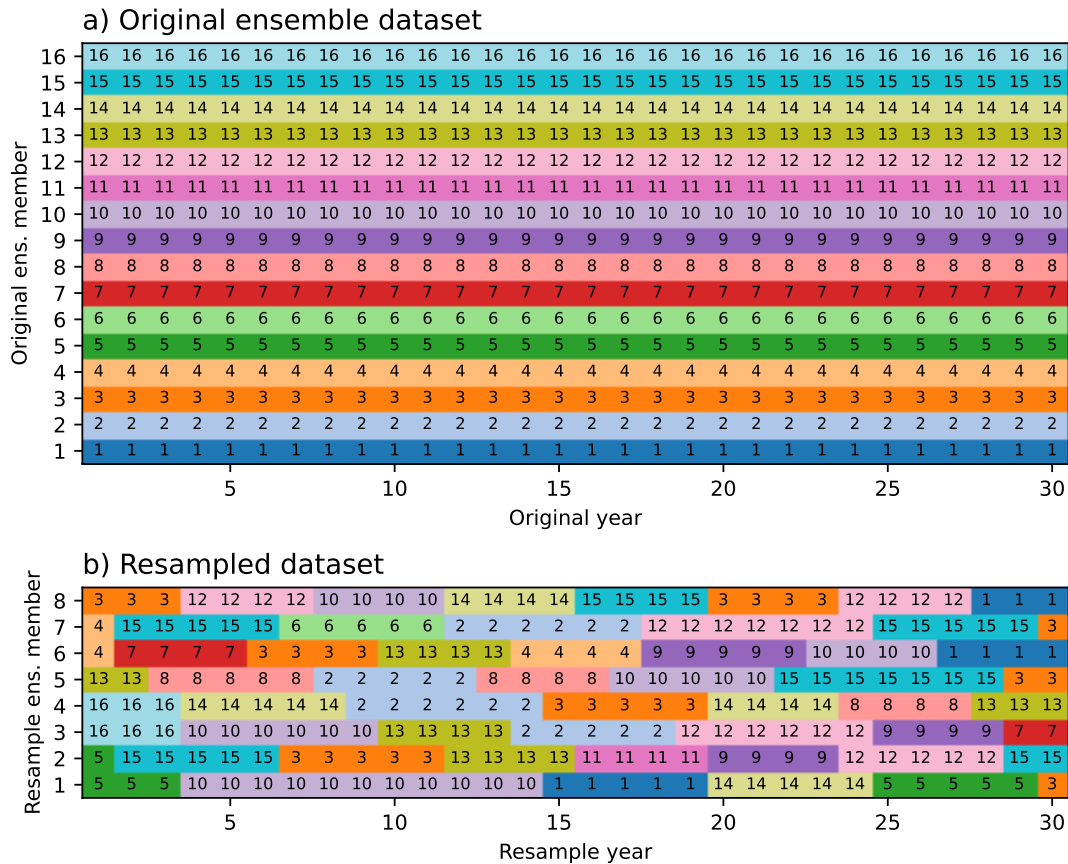 a) Original ensemble dataset
Original ens. member
16 16 16 16 16 16 16 16 16 16 16 16 16 16 16 16 16 16 16 16 16 16 16 16 16 16 16 16 16 16 16
15 15 15 15 15 15 15 15 15 15 15 15 15 15 15 15 15 15 15 15 15 15 15 15 15 15 15 15 15 15 15
14 14 14 14 14 14 14 14 14 14 14 14 14 14 14 14 14 14 14 14 14 14 14 14 14 14 14 14 14 14 14
13 13 13 13 13 13 13 13 13 13 13 13 13 13 13 13 13 13 13 13 13 13 13 13 13 13 13 13 13 13 13
12 12 12 12 12 12 12 12 12 12 12 12 12 12 12 12 12 12 12 12 12 12 12 12 12 12 12 12 12 12 12
11 11 11 11 11 11 11 11 11 11 11 11 11 11 11 11 11 11 11 11 11 11 11 11 11 11 11 11 11 11 11
10 10 10 10 10 10 10 10 10 10 10 10 10 10 10 10 10 10 10 10 10 10 10 10 10 10 10 10 10 10 10
9 9 9 9 9 9 9 9 9 9 9 9 9 9 9 9 9 9 9 9 9 9 9 9 9 9 9 9 9 9 9
8 8 8 8 8 8 8 8 8 8 8 8 8 8 8 8 8 8 8 8 8 8 8 8 8 8 8 8 8 8 8
7 7 7 7 7 7 7 7 7 7 7 7 7 7 7 7 7 7 7 7 7 7 7 7 7 7 7 7 7 7 7
6 6 6 6 6 6 6 6 6 6 6 6 6 6 6 6 6 6 6 6 6 6 6 6 6 6 6 6 6 6 6
5 5 5 5 5 5 5 5 5 5 5 5 5 5 5 5 5 5 5 5 5 5 5 5 5 5 5 5 5 5 5
4 4 4 4 4 4 4 4 4 4 4 4 4 4 4 4 4 4 4 4 4 4 4 4 4 4 4 4 4 4 4
3 3 3 3 3 3 3 3 3 3 3 3 3 3 3 3 3 3 3 3 3 3 3 3 3 3 3 3 3 3 3
2 2 2 2 2 2 2 2 2 2 2 2 2 2 2 2 2 2 2 2 2 2 2 2 2 2 2 2 2 2 2
1 1 1 1 1 1 1 1 1 1 1 1 1 1 1 1 1 1 1 1 1 1 1 1 1 1 1 1 1 1 1
5 10 15 20 25 30
Original year
b) Resampled dataset
Resample ens. member
8 3 3 3 12 12 12 12 10 10 10 10 14 14 14 14 15 15 15 15 3 3 3 3 12 12 12 12 1 1 1
7 4 15 15 15 15 15 6 6 6 6 6 2 2 2 2 2 2 12 12 12 12 12 12 12 15 15 15 15 15 3
6 4 7 7 7 7 3 3 3 3 13 13 13 13 4 4 4 4 9 9 9 9 9 10 10 10 10 1 1 1 1
5 13 13 8 8 8 8 8 2 2 2 2 2 8 8 8 8 10 10 10 10 10 15 15 15 15 15 15 15 3 3
4 16 16 16 14 14 14 14 14 2 2 2 2 2 2 3 3 3 3 3 14 14 14 14 8 8 8 8 13 13 13
3 16 16 16 10 10 10 10 10 10 13 13 13 13 2 2 2 2 2 12 12 12 12 12 12 9 9 9 9 7 7
2 5 15 15 15 15 15 3 3 3 3 3 13 13 13 13 11 11 11 11 9 9 9 9 12 12 12 12 12 15 15
1 5 5 5 10 10 10 10 10 10 10 10 10 10 10 1 1 1 1 1 14 14 14 14 14 5 5 5 5 5 3
5 10 15 20 25 30
Resample year